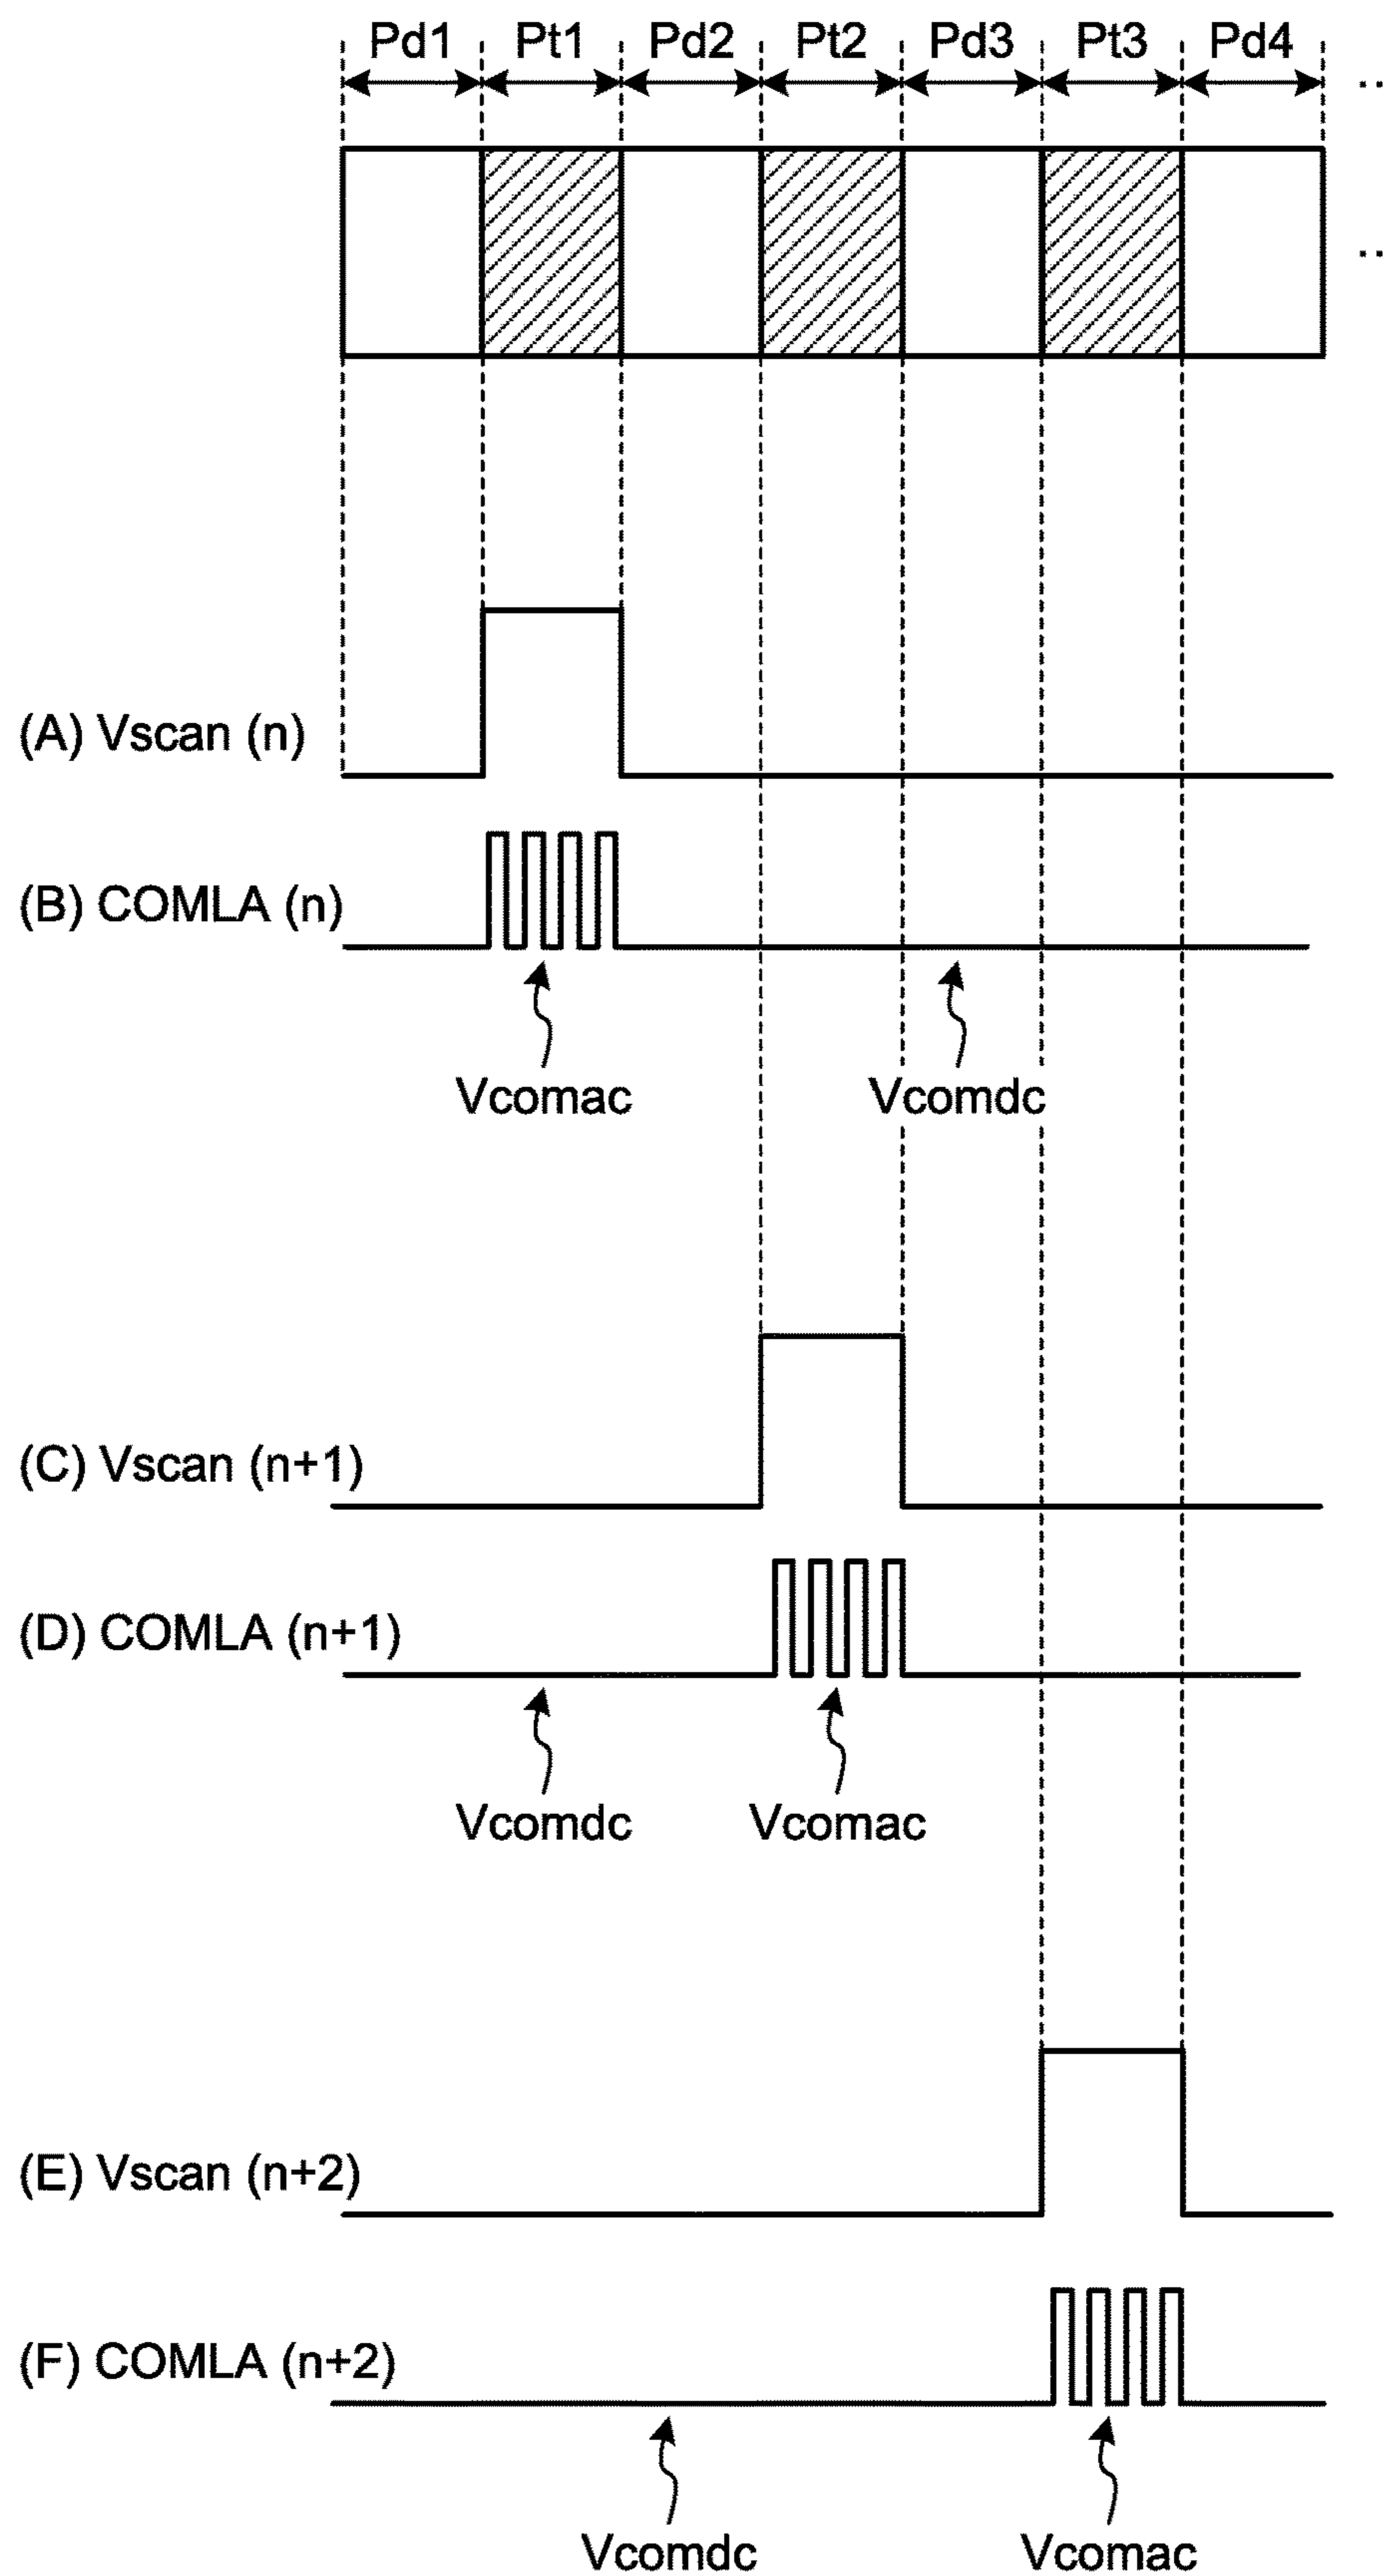 Pd1 Pt1 Pd2 Pt2 Pd3 Pt3 Pd4 ..
..
(A) Vscan (n)
(B) COMLA (n)
Vcomac Vcomdc
(C) Vscan (n+1)
(D) COMLA (n+1)
Vcomdc Vcomac
(E) Vscan (n+2)
(F) COMLA (n+2)
Vcomdc Vcomac